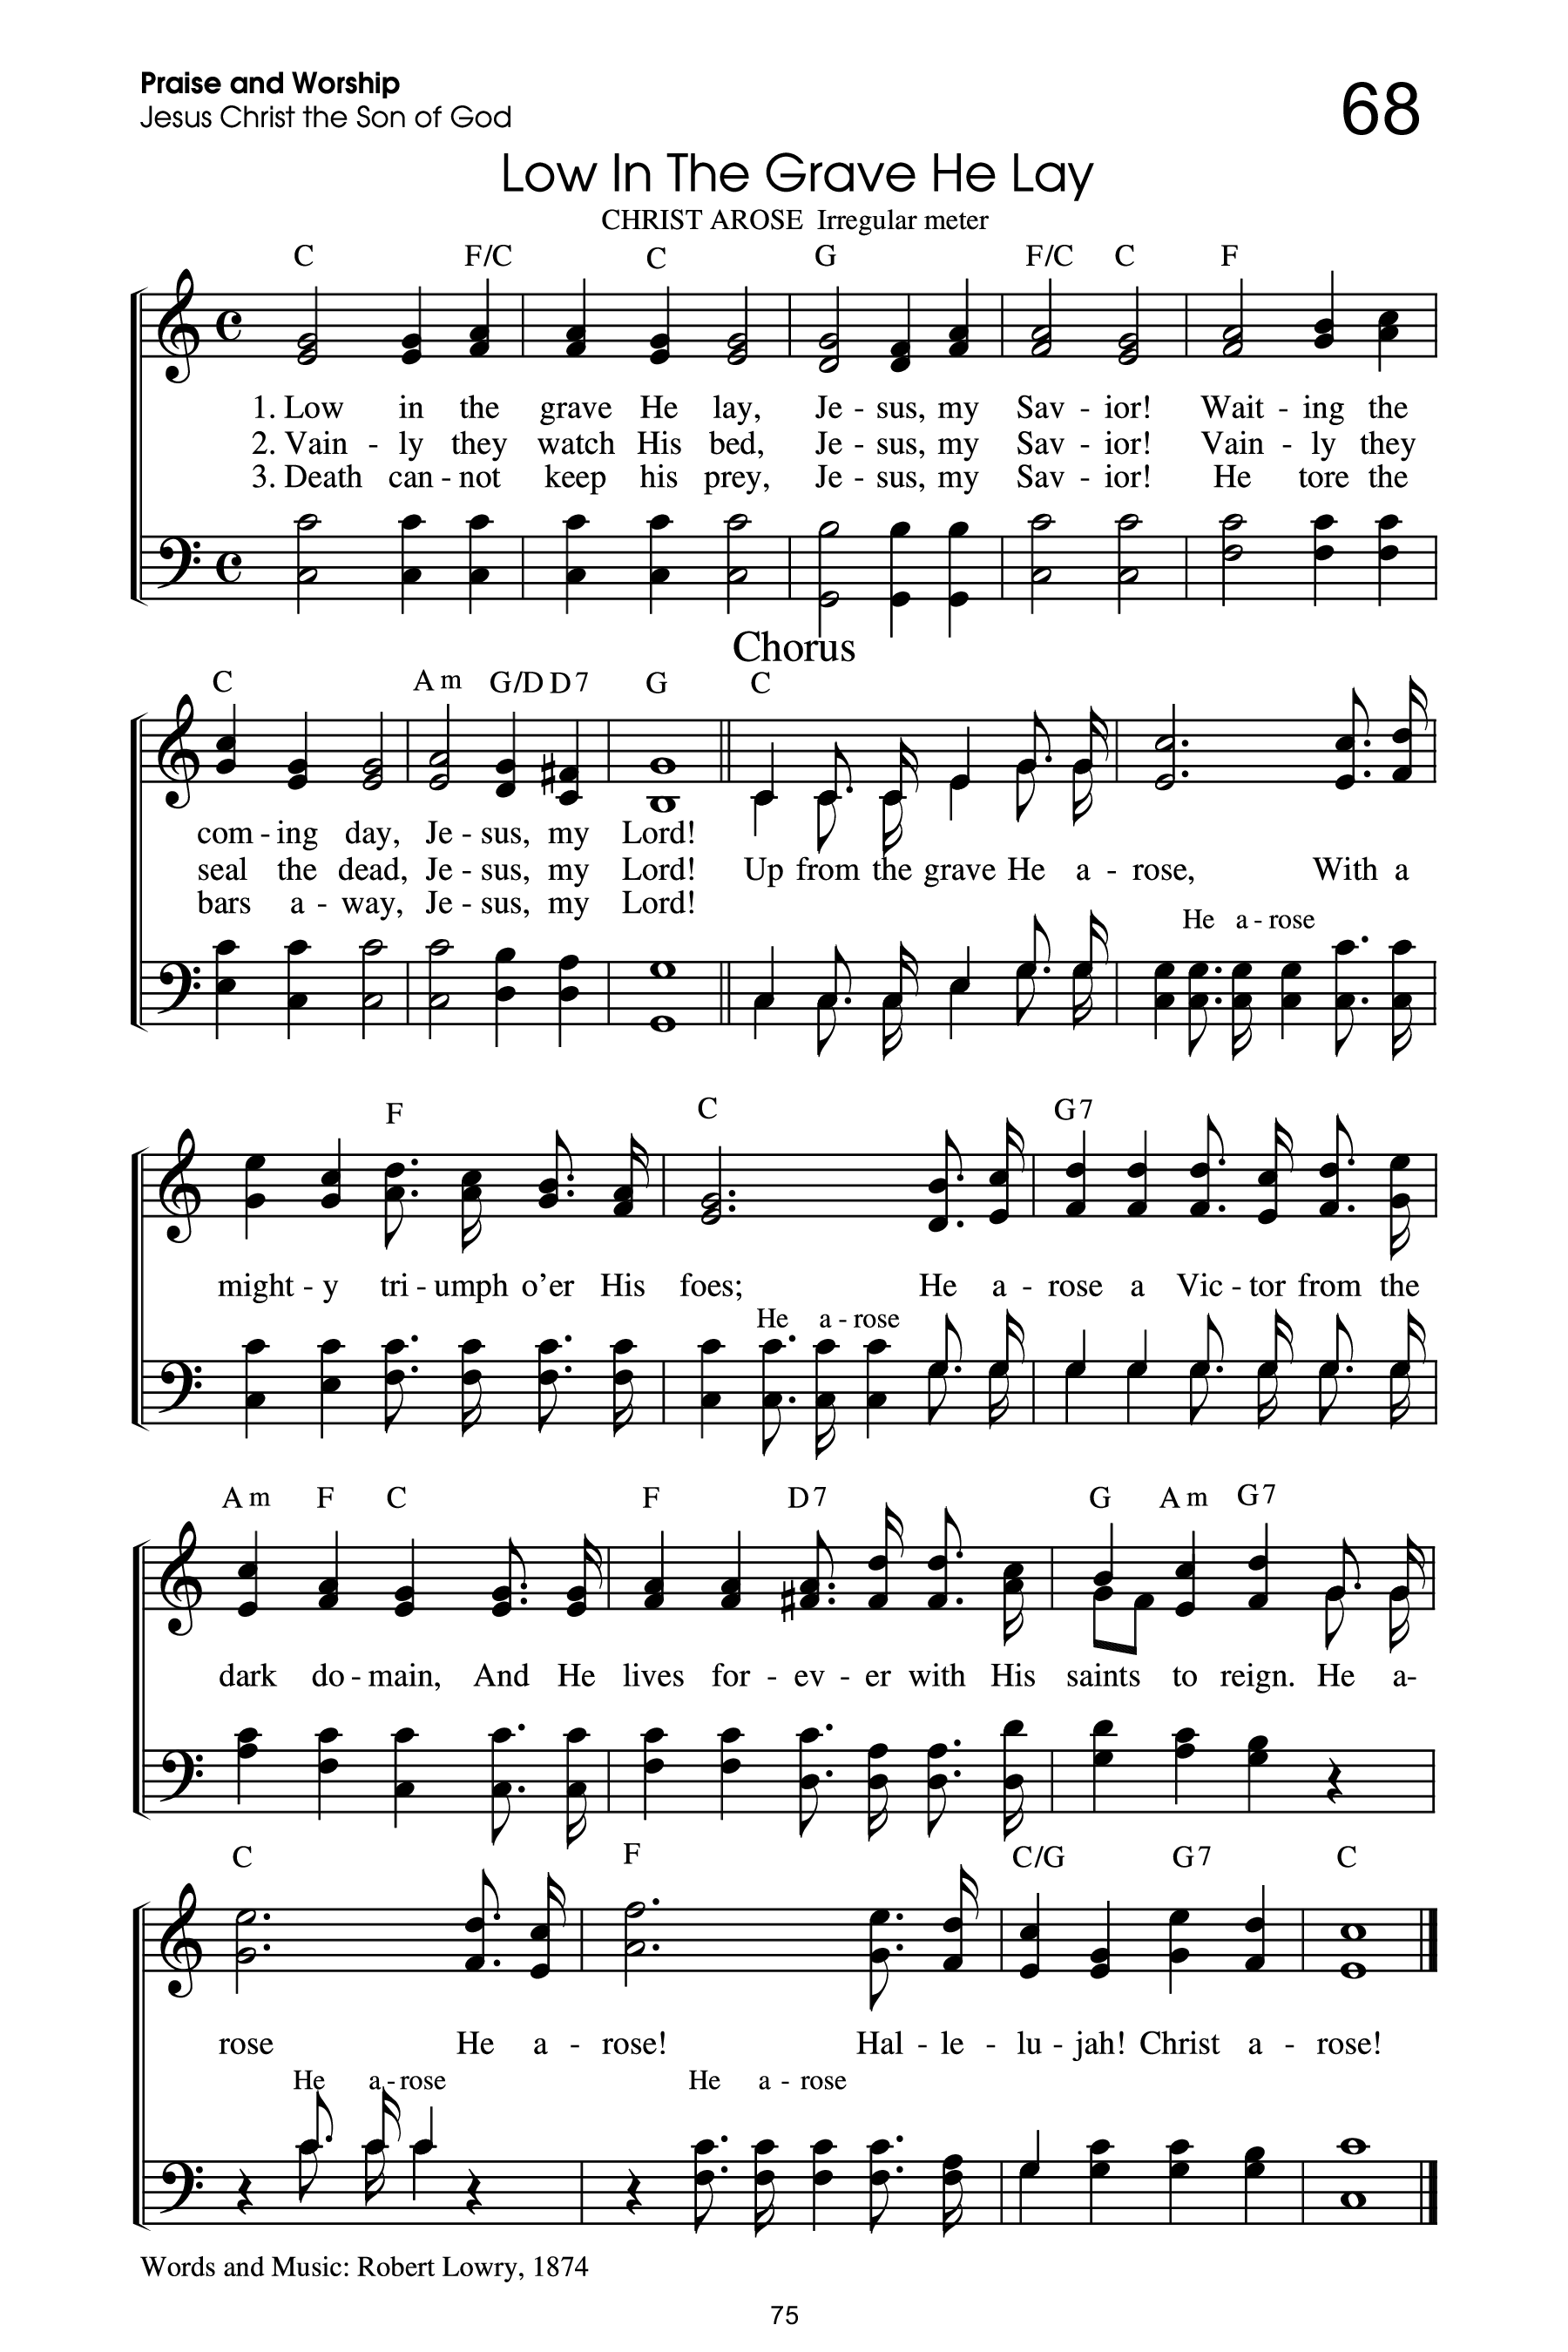 Praise and Worship
Jesus Christ the Son of God
68
Low In The Grave He Lay
CHRIST AROSE  Irregular meter
C F/C C G F/C C F
1. Low in the grave He lay, Je - sus, my Sav - ior! Wait - ing the
2. Vain - ly they watch His bed, Je - sus, my Sav - ior! Vain - ly they
3. Death can - not keep his prey, Je - sus, my Sav - ior! He tore the
Chorus
C Am G/D D7 G C
com - ing day, Je - sus, my Lord!
seal the dead, Je - sus, my Lord! Up from the grave He a - rose, With a
bars a - way, Je - sus, my Lord!
He a - rose
F C G7
might - y tri - umph o'er His foes; He a - rose a Vic - tor from the
He a - rose
Am F C F D7 G Am G7
dark do - main, And He lives for - ev - er with His saints to reign. He a-
C F C/G G7 C
rose He a - rose! Hal - le - lu - jah! Christ a - rose!
He a - rose He a - rose
Words and Music: Robert Lowry, 1874
75